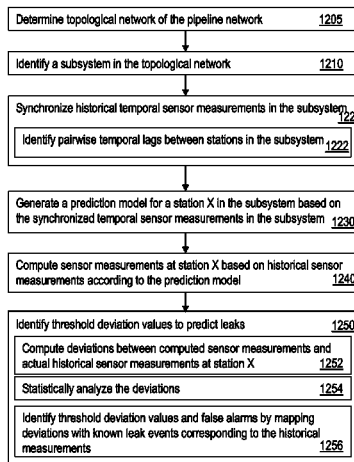 Determine topological network of the pipeline network 1205
Identify a subsystem in the topological network 1210
Synchronize historical temporal sensor measurements in the subsystem
122
Identify pairwise temporal lags between stations in the subsystem 1222
Generate a prediction model for a station X in the subsystem based on
the synchronized temporal sensor measurements in the subsystem 1230
Compute sensor measurements at station X based on historical sensor
measurements according to the prediction model 1240
Identify threshold deviation values to predict leaks 1250
Compute deviations between computed sensor measurements and
actual historical sensor measurements at station X 1252
Statistically analyze the deviations 1254
Identify threshold deviation values and false alarms by mapping
deviations with known leak events corresponding to the historical
measurements 1256